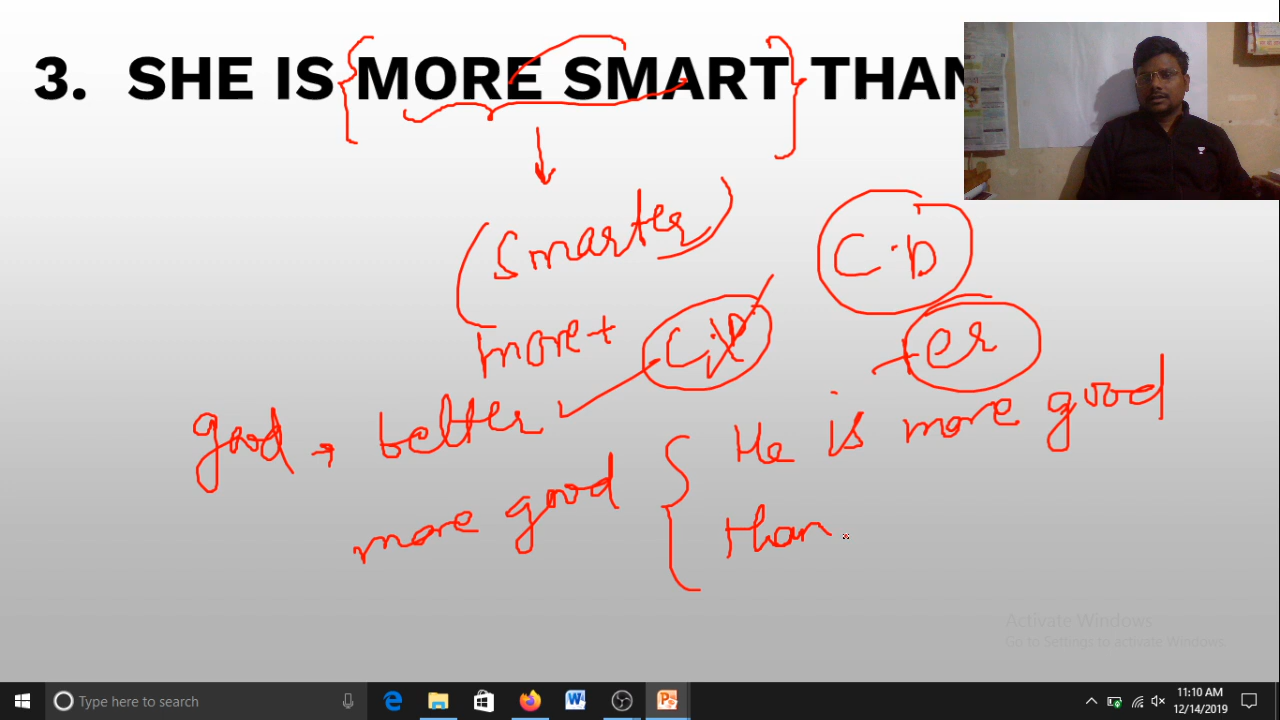 3. SHE IS { MORE SMART } THAN
(Smarter)
C.D
more + C.D
+ er
good → better
He is more good
more good
than
Activate Windows
Go to Settings to activate Windows
Type here to search
11:10 AM
12/14/2019